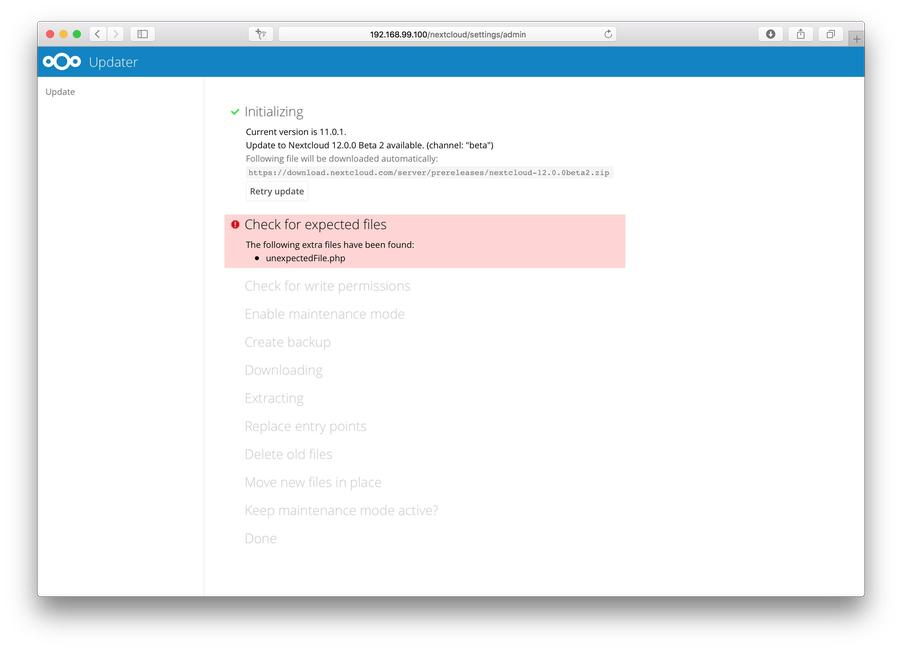 192.168.99.100/nextcloud/settings/admin
Updater
Update
Initializing
Current version is 11.0.1.
Update to Nextcloud 12.0.0 Beta 2 available. (channel: "beta")
Following file will be downloaded automatically:
https://download.nextcloud.com/server/prereleases/nextcloud-12.0.0beta2.zip
Retry update
Check for expected files
The following extra files have been found:
unexpectedFile.php
Check for write permissions
Enable maintenance mode
Create backup
Downloading
Extracting
Replace entry points
Delete old files
Move new files in place
Keep maintenance mode active?
Done